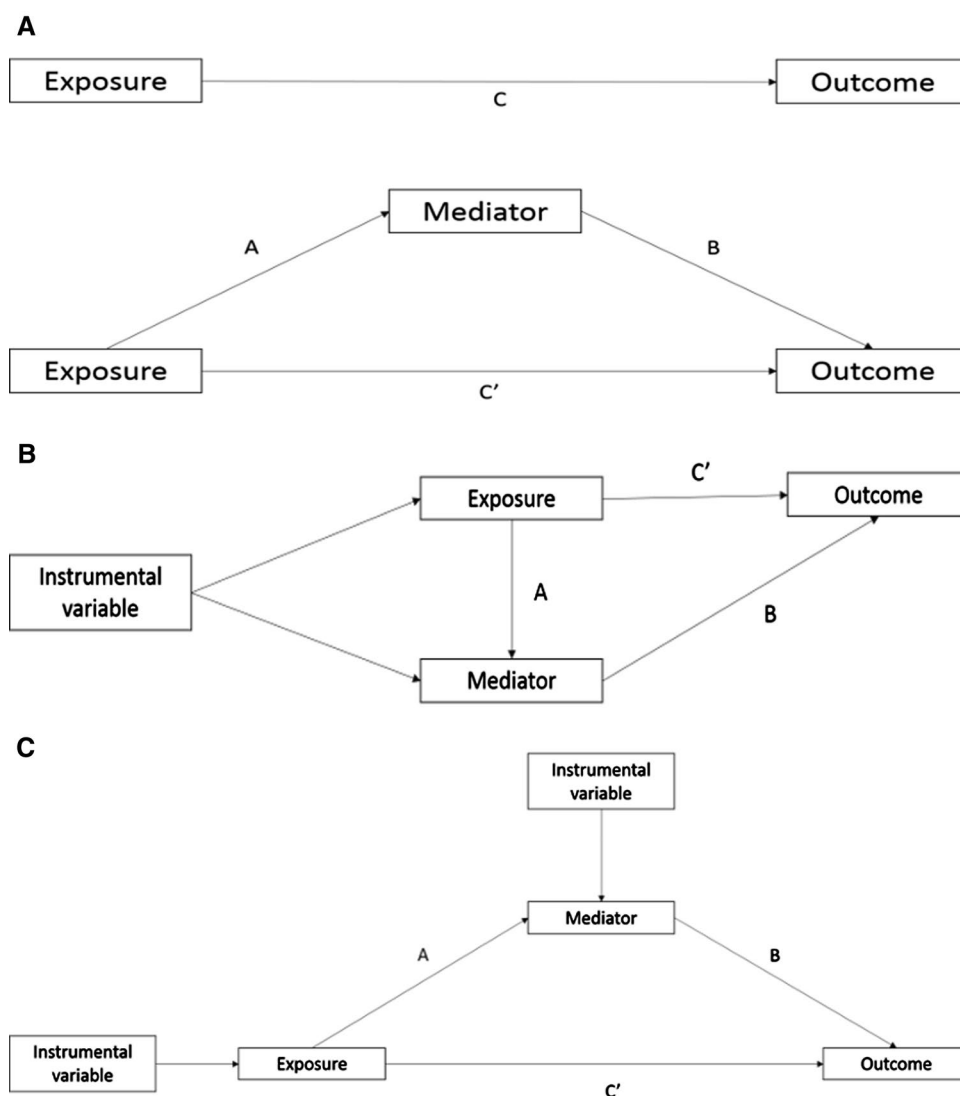 A
Exposure
Outcome
C
Mediator
A
B
Exposure
Outcome
C'
B
C'
Exposure
Outcome
Instrumental
variable
A
B
Mediator
C
Instrumental
variable
Mediator
A
B
Instrumental
variable
Exposure
Outcome
C'